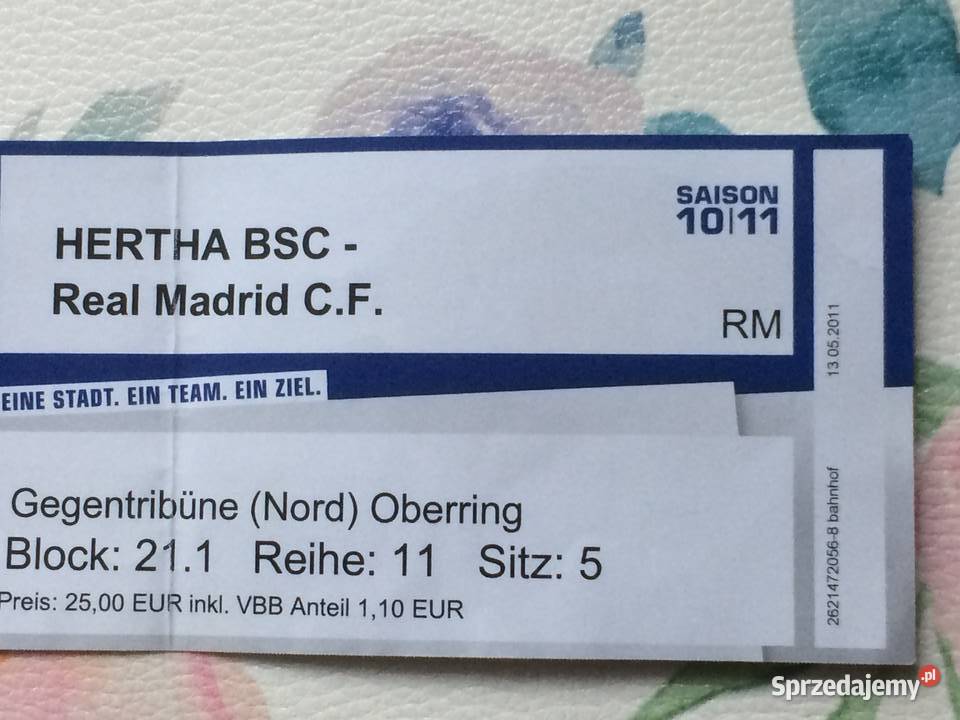 SAISON
10|11
HERTHA BSC -
Real Madrid C.F.
RM
EINE STADT. EIN TEAM. EIN ZIEL.
Gegentribüne (Nord) Oberring
Block: 21.1 Reihe: 11 Sitz: 5
Preis: 25,00 EUR inkl. VBB Anteil 1,10 EUR
13.05.2011
2621472056-8 bahnhof
Sprzedajemy.pl